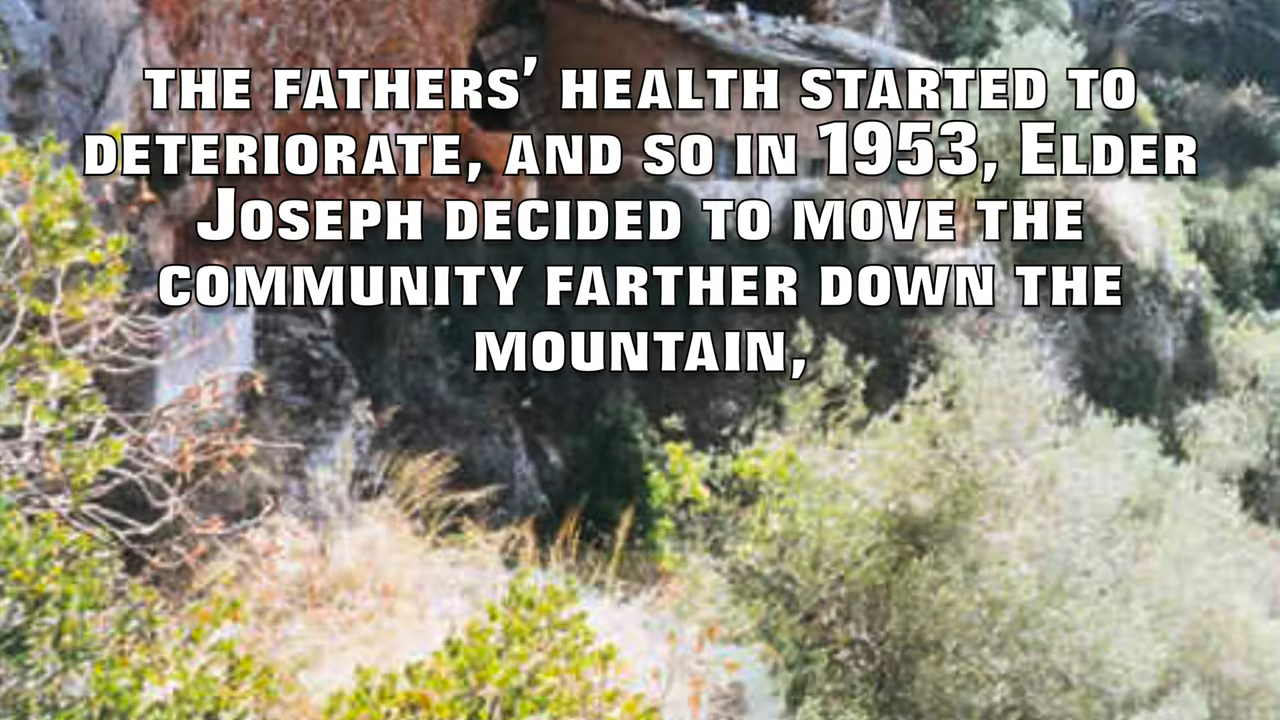 THE FATHERS' HEALTH STARTED TO
DETERIORATE, AND SO IN 1953, ELDER
JOSEPH DECIDED TO MOVE THE
COMMUNITY FARTHER DOWN THE
MOUNTAIN,